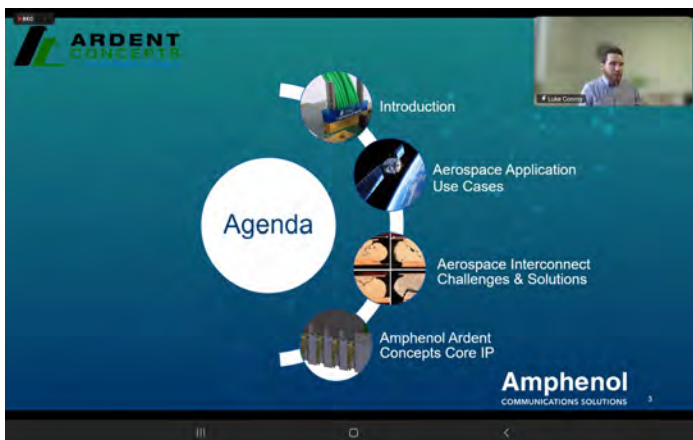 REC
ARDENT
CONCEPTS
Introduction
Aerospace Application
Use Cases
Agenda
Aerospace Interconnect
Challenges & Solutions
Amphenol Ardent
Concepts Core IP
Amphenol
COMMUNICATIONS SOLUTIONS
3